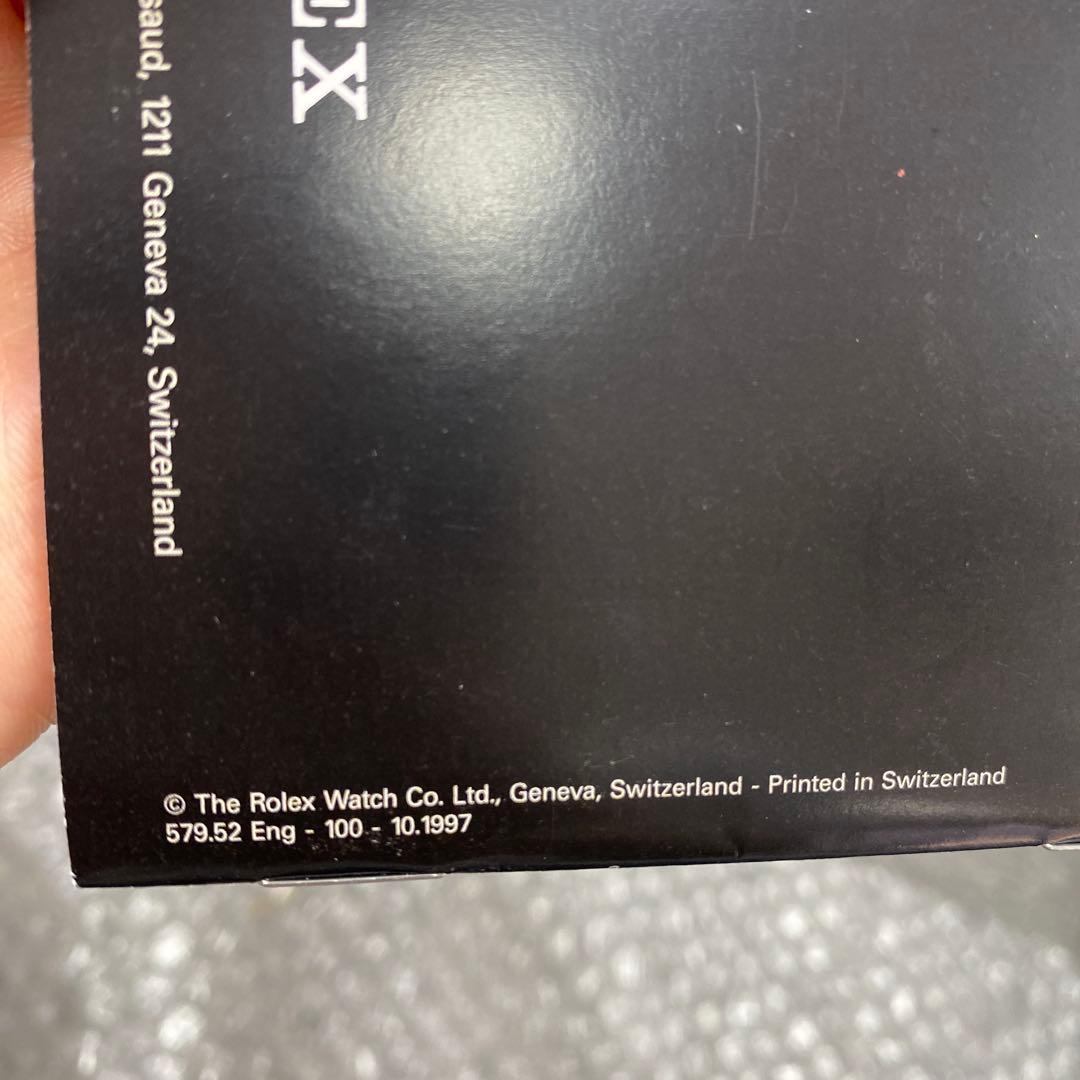 EX
saud, 1211 Geneva 24, Switzerland
© The Rolex Watch Co. Ltd., Geneva, Switzerland - Printed in Switzerland
579.52 Eng - 100 - 10.1997